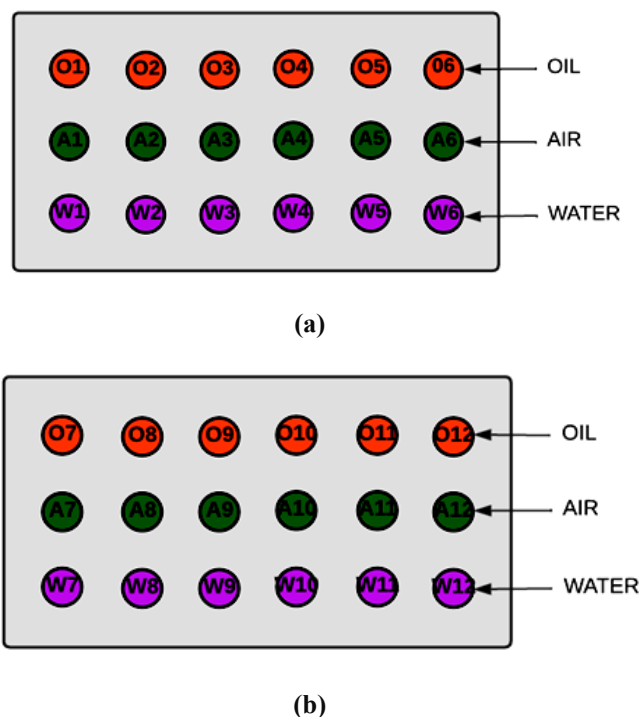 O1 O2 O3 O4 O5 06 OIL
A1 A2 A3 A4 A5 A6 AIR
W1 W2 W3 W4 W5 W6 WATER
(a)
O7 O8 O9 O10 O11 O12 OIL
A7 A8 A9 A10 A11 A12 AIR
W7 W8 W9 W10 W11 W12 WATER
(b)